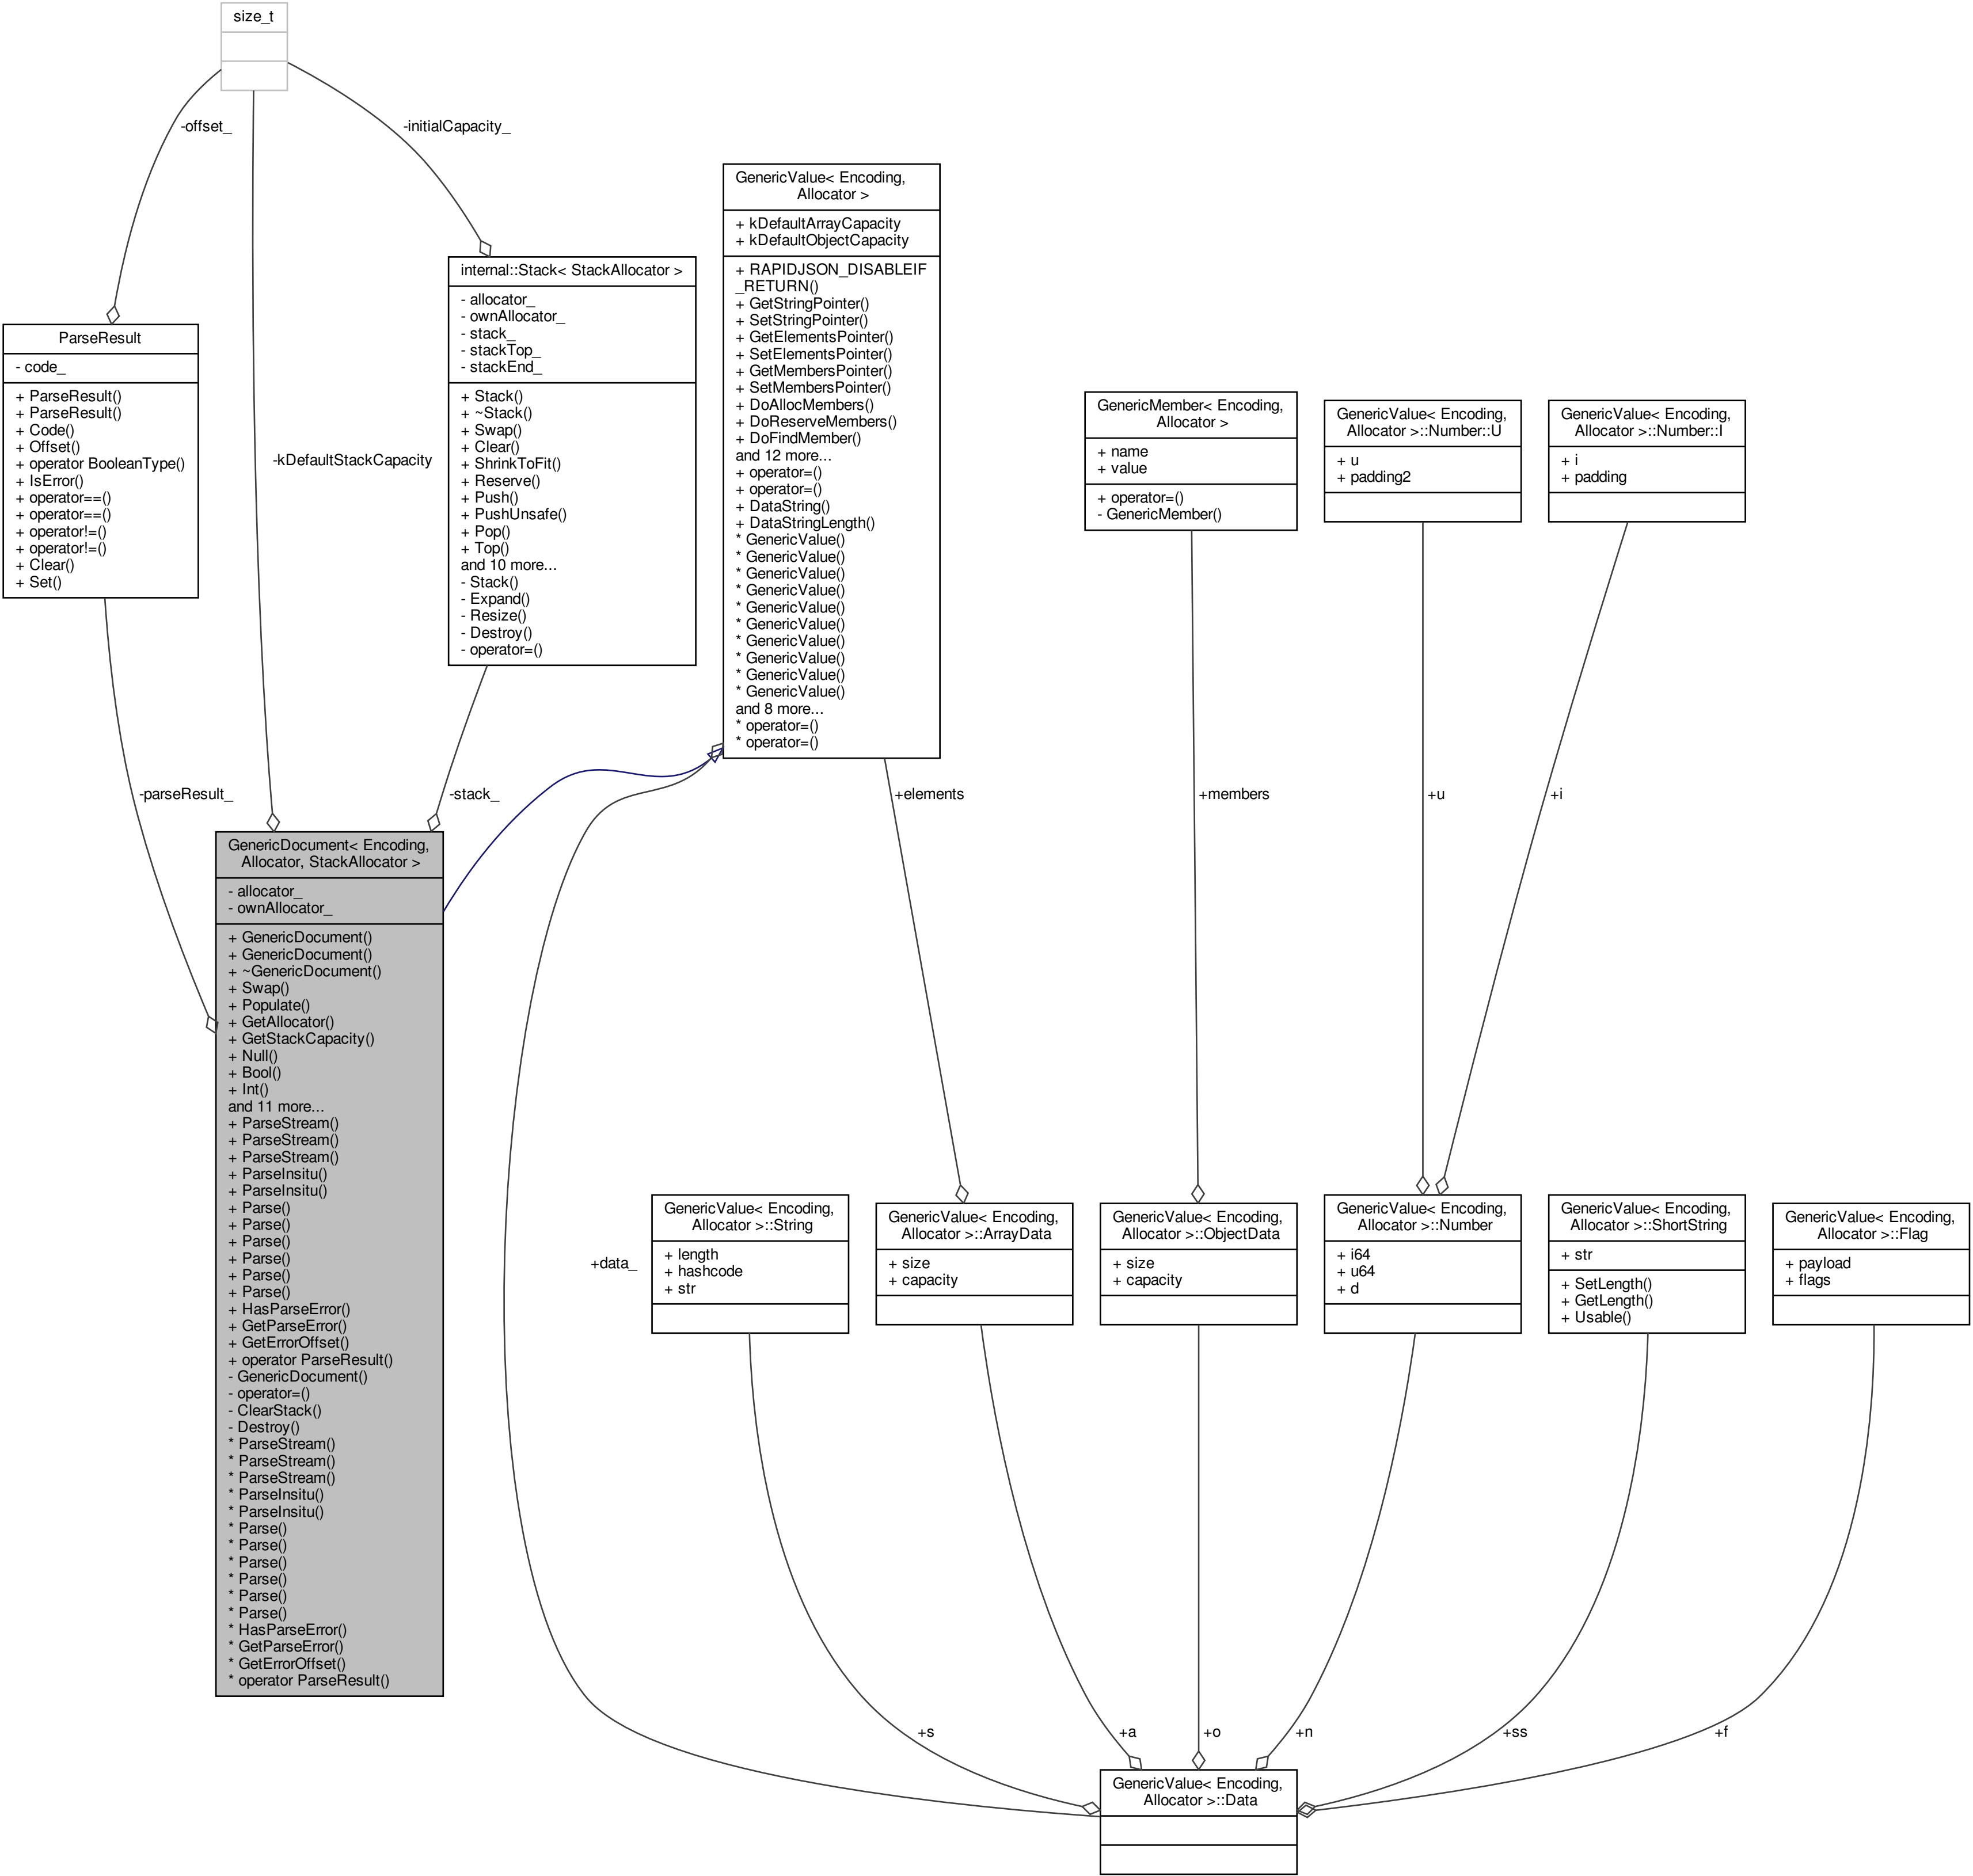 size_t
-offset_
-initialCapacity_
GenericValue< Encoding,
Allocator >
+ kDefaultArrayCapacity
+ kDefaultObjectCapacity
+ RAPIDJSON_DISABLEIF
_RETURN()
+ GetStringPointer()
+ SetStringPointer()
+ GetElementsPointer()
+ SetElementsPointer()
+ GetMembersPointer()
+ SetMembersPointer()
+ DoAllocMembers()
+ DoReserveMembers()
+ DoFindMember()
and 12 more...
+ operator=()
+ operator=()
+ DataString()
+ DataStringLength()
* GenericValue()
* GenericValue()
* GenericValue()
* GenericValue()
* GenericValue()
* GenericValue()
* GenericValue()
* GenericValue()
* GenericValue()
* GenericValue()
and 8 more...
* operator=()
* operator=()
internal::Stack< StackAllocator >
- allocator_
- ownAllocator_
- stack_
- stackTop_
- stackEnd_
+ Stack()
+ ~Stack()
+ Swap()
+ Clear()
+ ShrinkToFit()
+ Reserve()
+ Push()
+ PushUnsafe()
+ Pop()
+ Top()
and 10 more...
- Stack()
- Expand()
- Resize()
- Destroy()
- operator=()
ParseResult
- code_
+ ParseResult()
+ ParseResult()
+ Code()
+ Offset()
+ operator BooleanType()
+ IsError()
+ operator==()
+ operator==()
+ operator!=()
+ operator!=()
+ Clear()
+ Set()
-kDefaultStackCapacity
GenericMember< Encoding,
Allocator >
+ name
+ value
+ operator=()
- GenericMember()
GenericValue< Encoding,
Allocator >::Number::U
+ u
+ padding2
GenericValue< Encoding,
Allocator >::Number::I
+ i
+ padding
-parseResult_
-stack_
+elements
+members
+u
+i
GenericDocument< Encoding,
Allocator, StackAllocator >
- allocator_
- ownAllocator_
+ GenericDocument()
+ GenericDocument()
+ ~GenericDocument()
+ Swap()
+ Populate()
+ GetAllocator()
+ GetStackCapacity()
+ Null()
+ Bool()
+ Int()
and 11 more...
+ ParseStream()
+ ParseStream()
+ ParseStream()
+ ParseInsitu()
+ ParseInsitu()
+ Parse()
+ Parse()
+ Parse()
+ Parse()
+ Parse()
+ Parse()
+ HasParseError()
+ GetParseError()
+ GetErrorOffset()
+ operator ParseResult()
- GenericDocument()
- operator=()
- ClearStack()
- Destroy()
* ParseStream()
* ParseStream()
* ParseStream()
* ParseInsitu()
* ParseInsitu()
* Parse()
* Parse()
* Parse()
* Parse()
* Parse()
* Parse()
* HasParseError()
* GetParseError()
* GetErrorOffset()
* operator ParseResult()
+data_
GenericValue< Encoding,
Allocator >::String
+ length
+ hashcode
+ str
GenericValue< Encoding,
Allocator >::ArrayData
+ size
+ capacity
GenericValue< Encoding,
Allocator >::ObjectData
+ size
+ capacity
GenericValue< Encoding,
Allocator >::Number
+ i64
+ u64
+ d
GenericValue< Encoding,
Allocator >::ShortString
+ str
+ SetLength()
+ GetLength()
+ Usable()
GenericValue< Encoding,
Allocator >::Flag
+ payload
+ flags
+s
+a
+o
+n
+ss
+f
GenericValue< Encoding,
Allocator >::Data